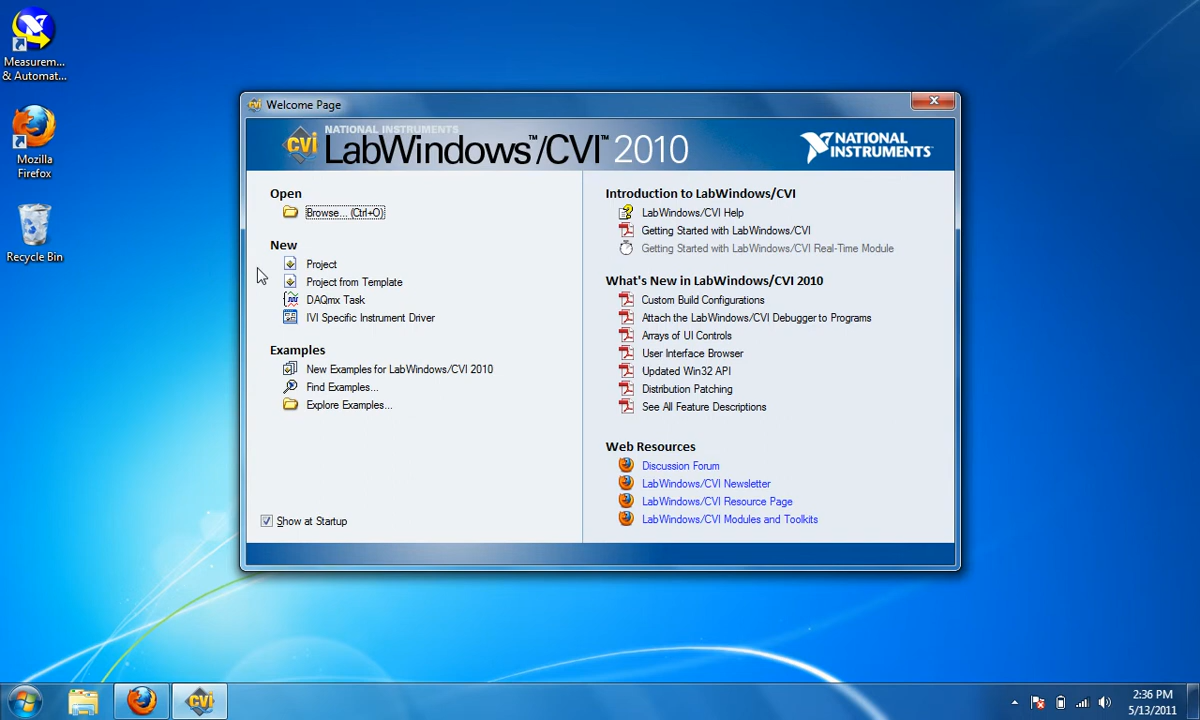 Measurem...
& Automat...
Mozilla
Firefox
Recycle Bin
cvi Welcome Page
NATIONAL INSTRUMENTS
cvi LabWindows™/CVI™ 2010
NATIONAL
INSTRUMENTS™
Open
Browse... (Ctrl+O)
New
Project
Project from Template
DAQmx Task
IVI Specific Instrument Driver
Examples
New Examples for LabWindows/CVI 2010
Find Examples...
Explore Examples...
Show at Startup
Introduction to LabWindows/CVI
LabWindows/CVI Help
Getting Started with LabWindows/CVI
Getting Started with LabWindows/CVI Real-Time Module
What's New in LabWindows/CVI 2010
Custom Build Configurations
Attach the LabWindows/CVI Debugger to Programs
Arrays of UI Controls
User Interface Browser
Updated Win32 API
Distribution Patching
See All Feature Descriptions
Web Resources
Discussion Forum
LabWindows/CVI Newsletter
LabWindows/CVI Resource Page
LabWindows/CVI Modules and Toolkits
cvi
2:36 PM
5/13/2011